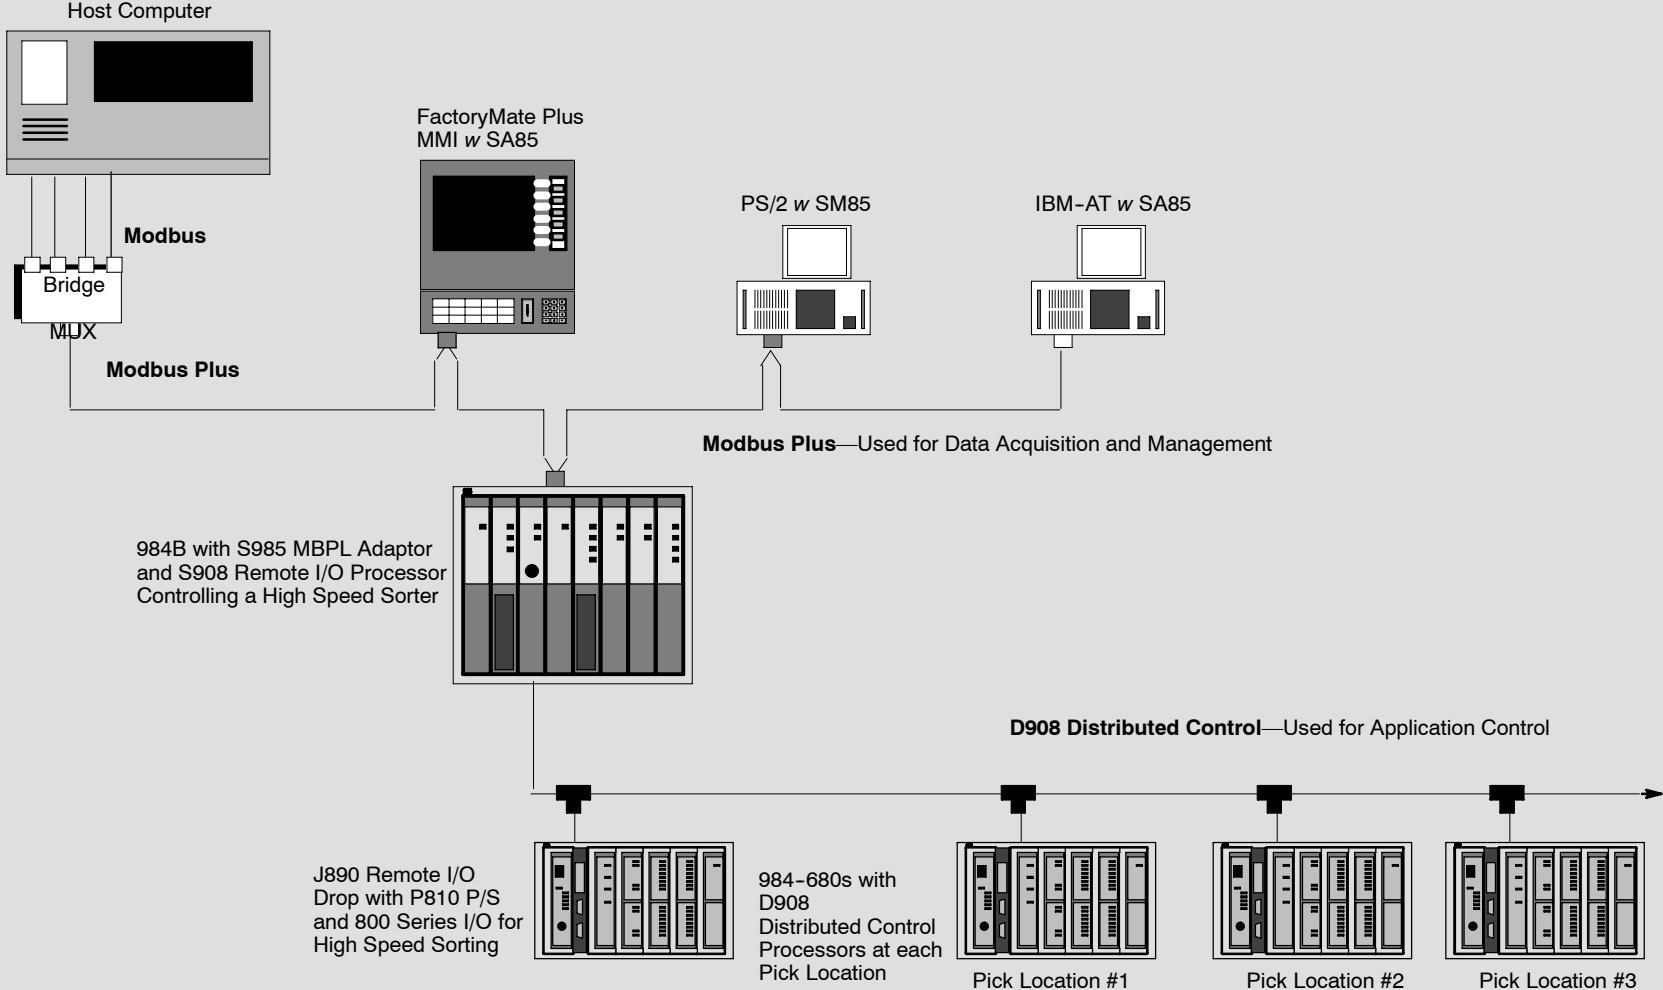 Host Computer
FactoryMate Plus
MMI w SA85
PS/2 w SM85
IBM-AT w SA85
Modbus
Bridge
MUX
Modbus Plus
Modbus Plus—Used for Data Acquisition and Management
984B with S985 MBPL Adaptor
and S908 Remote I/O Processor
Controlling a High Speed Sorter
D908 Distributed Control—Used for Application Control
J890 Remote I/O
Drop with P810 P/S
and 800 Series I/O for
High Speed Sorting
984-680s with
D908
Distributed Control
Processors at each
Pick Location
Pick Location #1
Pick Location #2
Pick Location #3